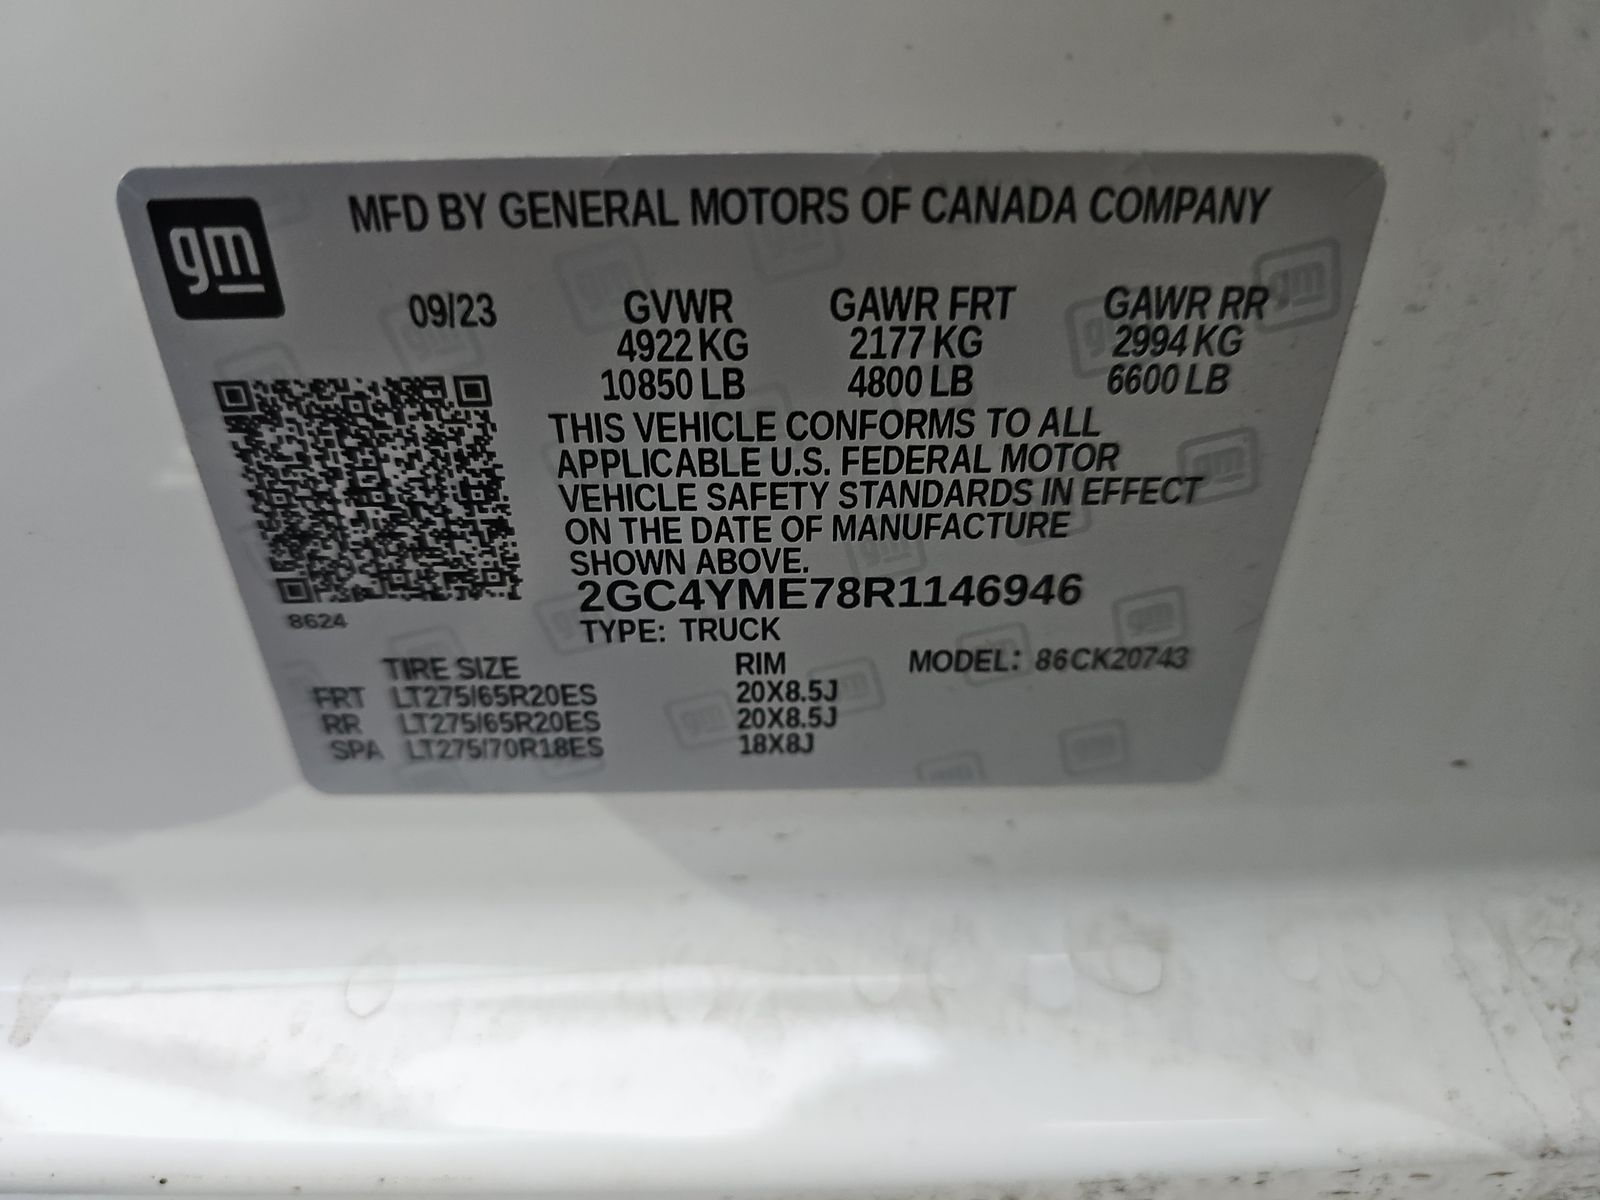 gm
MFD BY GENERAL MOTORS OF CANADA COMPANY
09/23 GVWR GAWR FRT GAWR RR
4922 KG 2177 KG 2994 KG
10850 LB 4800 LB 6600 LB
THIS VEHICLE CONFORMS TO ALL
APPLICABLE U.S. FEDERAL MOTOR
VEHICLE SAFETY STANDARDS IN EFFECT
ON THE DATE OF MANUFACTURE
SHOWN ABOVE.
2GC4YME78R1146946
8624
TYPE: TRUCK
TIRE SIZE RIM MODEL: 86CK20743
FRT LT275/65R20ES 20X8.5J
RR LT275/65R20ES 20X8.5J
SPA LT275/70R18ES 18X8J